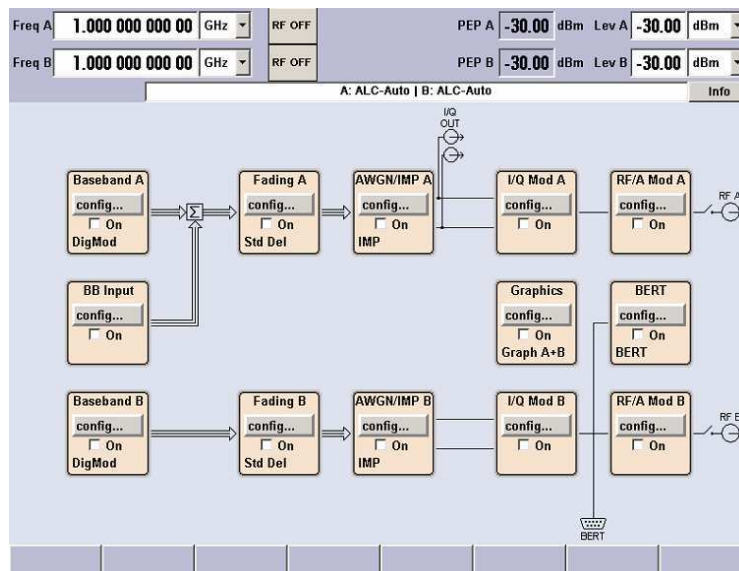 Freq A 1.000 000 000 00 GHz RF OFF PEP A -30.00 dBm Lev A -30.00 dBm
Freq B 1.000 000 000 00 GHz RF OFF PEP B -30.00 dBm Lev B -30.00 dBm
A: ALC-Auto | B: ALC-Auto Info
I/Q
OUT
Baseband A Fading A AWGN/IMP A I/Q Mod A RF/A Mod A
RF A
config... config... config... config... config...
On On On On On
DigMod Std Del IMP
BB Input Graphics BERT
config... config... config...
On On On
Graph A+B BERT
Baseband B Fading B AWGN/IMP B I/Q Mod B RF/A Mod B
RF B
config... config... config... config... config...
On On On On On
DigMod Std Del IMP
BERT